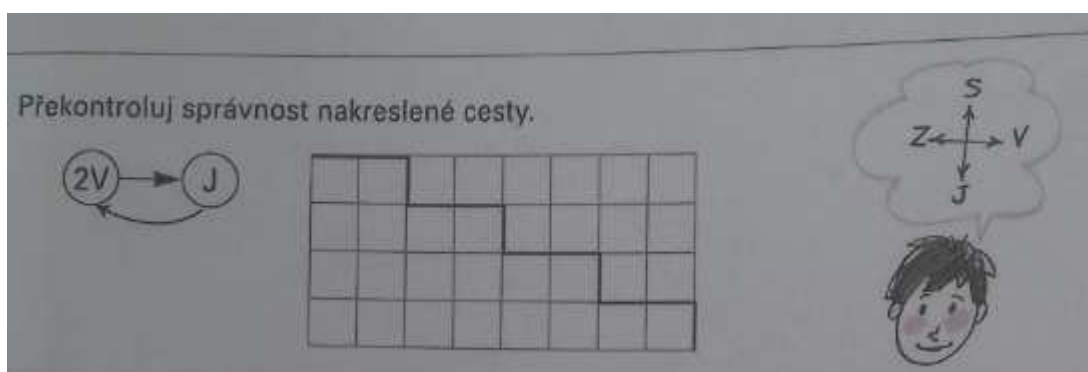 Překontroluj správnost nakreslené cesty.
2V J
S
Z V
J